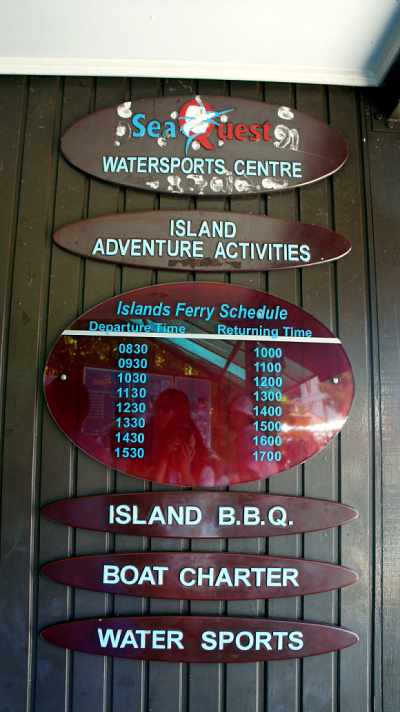 SeaQuest
WATERSPORTS CENTRE
ISLAND
ADVENTURE ACTIVITIES
Islands Ferry Schedule
Departure Time Returning Time
0830 1000
0930 1100
1030 1200
1130 1300
1230 1400
1330 1500
1430 1600
1530 1700
ISLAND B.B.Q.
BOAT CHARTER
WATER SPORTS